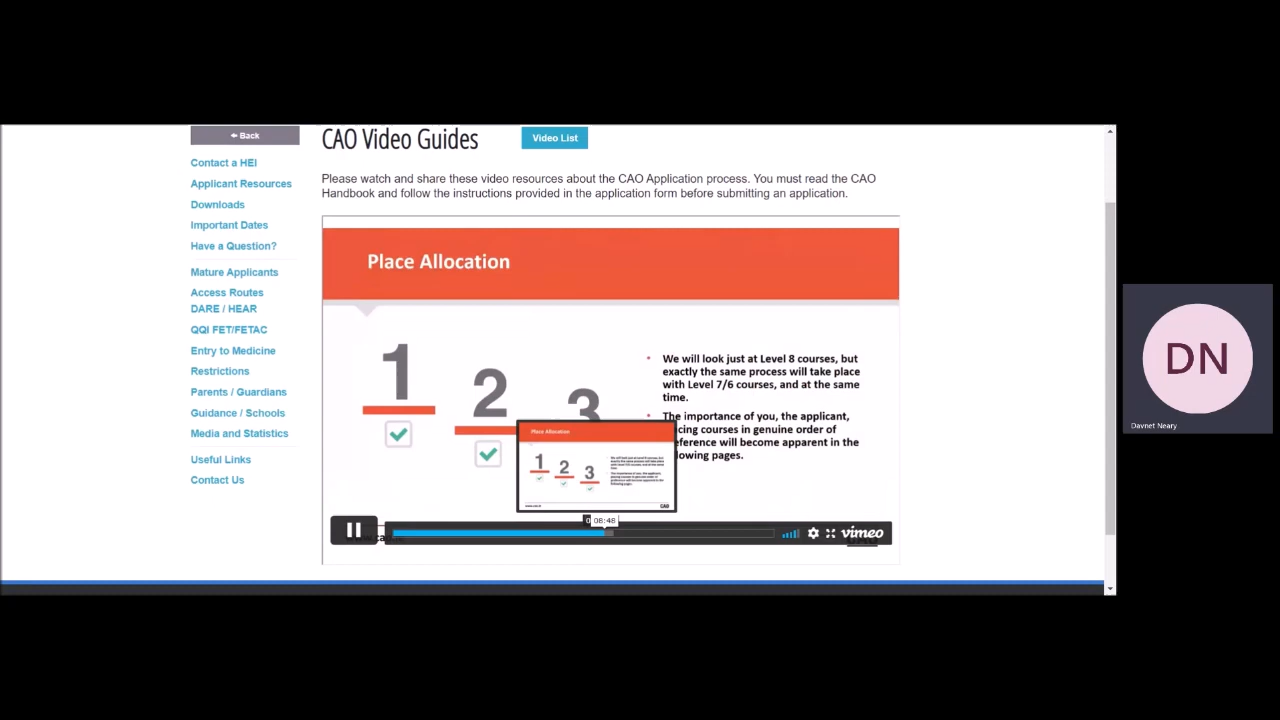 Back
CAO Video Guides
Video List
Contact a HEI
Applicant Resources
Downloads
Important Dates
Have a Question?
Mature Applicants
Access Routes
DARE / HEAR
QQI FET/FETAC
Entry to Medicine
Restrictions
Parents / Guardians
Guidance / Schools
Media and Statistics
Useful Links
Contact Us
Please watch and share these video resources about the CAO Application process. You must read the CAO
Handbook and follow the instructions provided in the application form before submitting an application.
Place Allocation
1
2
3
We will look just at Level 8 courses, but
exactly the same process will take place
with Level 7/6 courses, and at the same
time.
The importance of you, the applicant,
courses in genuine order of
will become apparent in the
pages.
Place Allocation
1
2
3
CAO
08:48
vimeo
DN
Davnet Neary